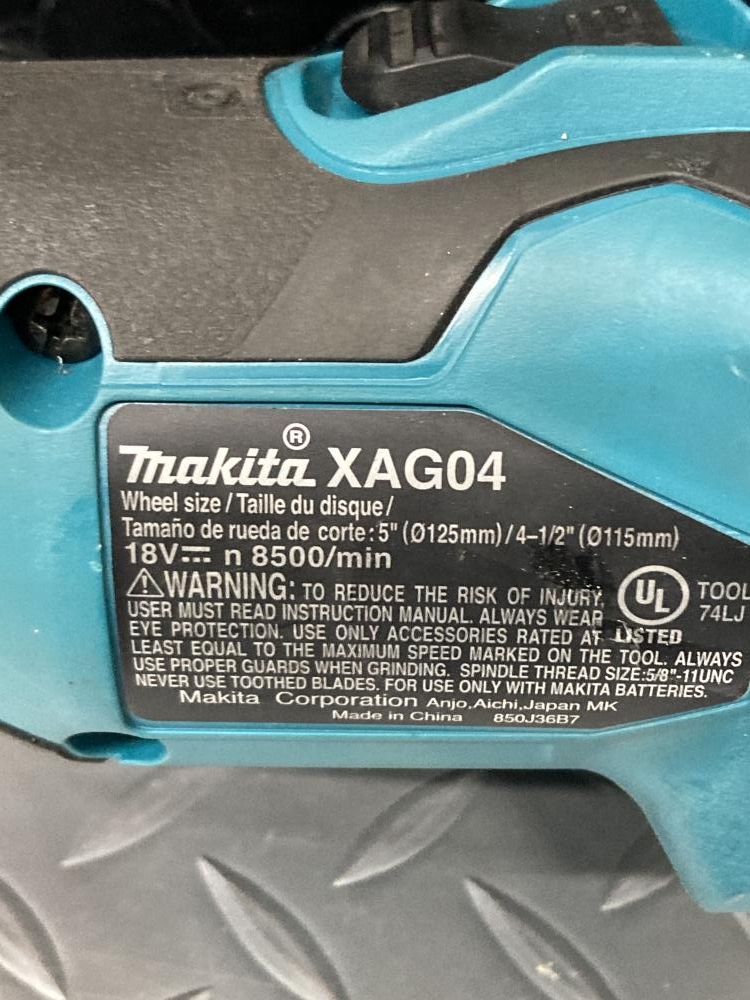 makita® XAG04
Wheel size / Taille du disque /
Tamaño de rueda de corte : 5" (Ø125mm) / 4–1/2" (Ø115mm)
18V⎓ n 8500/min
⚠WARNING: TO REDUCE THE RISK OF INJURY,
USER MUST READ INSTRUCTION MANUAL. ALWAYS WEAR
EYE PROTECTION. USE ONLY ACCESSORIES RATED AT
LEAST EQUAL TO THE MAXIMUM SPEED MARKED ON THE TOOL. ALWAYS
USE PROPER GUARDS WHEN GRINDING. SPINDLE THREAD SIZE:5/8"-11UNC
NEVER USE TOOTHED BLADES. FOR USE ONLY WITH MAKITA BATTERIES.
Makita Corporation Anjo,Aichi,Japan MK
Made in China 850J36B7
UL
LISTED
TOOL
74LJ